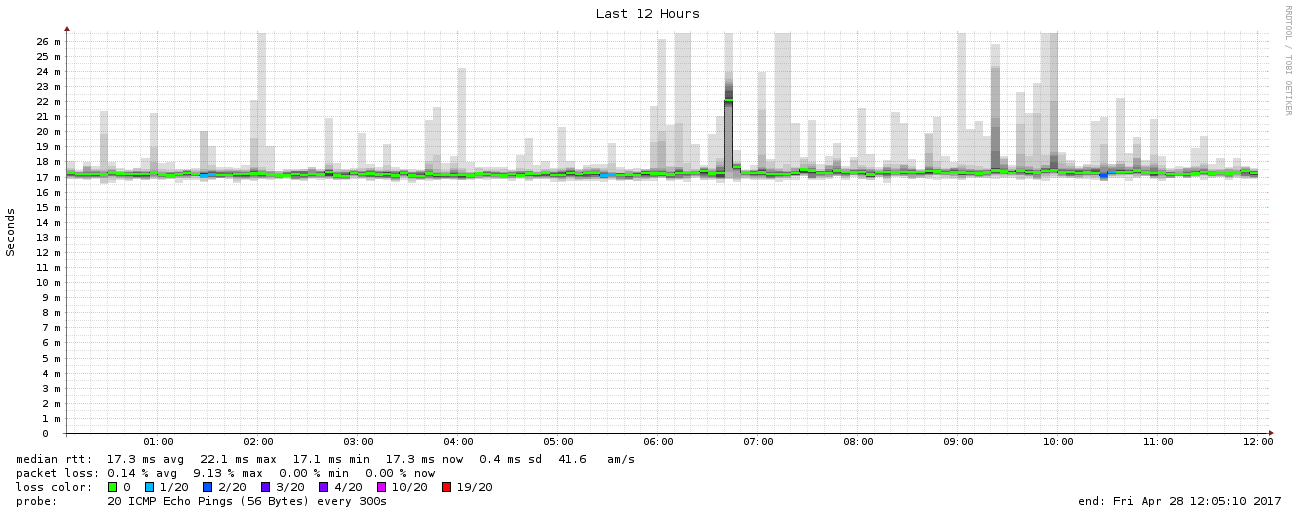 Last 12 Hours
RRDTOOL / TOBI OETIKER
Seconds
26 m
25 m
24 m
23 m
22 m
21 m
20 m
19 m
18 m
17 m
16 m
15 m
14 m
13 m
12 m
11 m
10 m
9 m
8 m
7 m
6 m
5 m
4 m
3 m
2 m
1 m
0
01:00 02:00 03:00 04:00 05:00 06:00 07:00 08:00 09:00 10:00 11:00 12:00
median rtt: 17.3 ms avg 22.1 ms max 17.1 ms min 17.3 ms now 0.4 ms sd 41.6 am/s
packet loss: 0.14 % avg 9.13 % max 0.00 % min 0.00 % now
loss color: 0 1/20 2/20 3/20 4/20 10/20 19/20
probe: 20 ICMP Echo Pings (56 Bytes) every 300s end: Fri Apr 28 12:05:10 2017